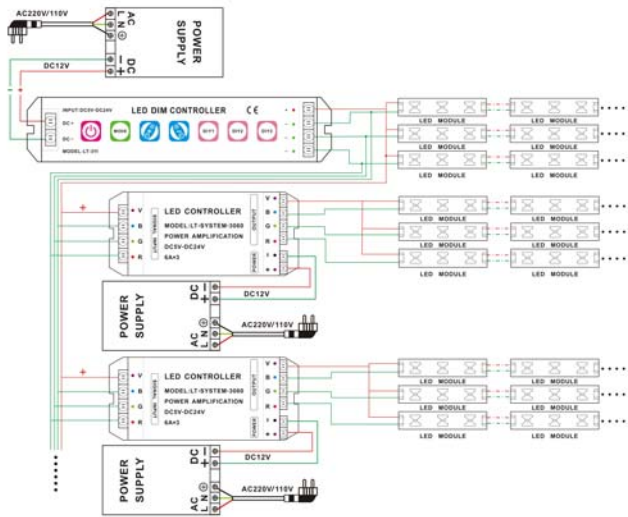 AC220V/110V
L N AC
POWER SUPPLY
DC
− +
DC12V
INPUT:DC5V-DC24V
LED DIM CONTROLLER
CE
DC+
DC-
MODE
DIY1
DIY2
DIY3
LED MODULE LED MODULE
LED MODULE LED MODULE
LED MODULE LED MODULE
+
V
B
G
R
SIGNAL INPUT
LED CONTROLLER
MODEL:LT-SYSTEM-3060
POWER AMPLIFICATION
DC5V-DC24V
6A×3
OUTPUT
POWER
V
B
G
R
LED MODULE LED MODULE
LED MODULE LED MODULE
LED MODULE LED MODULE
POWER SUPPLY
DC
+ −
DC12V
AC
L N
AC220V/110V
+
V
B
G
R
SIGNAL INPUT
LED CONTROLLER
MODEL:LT-SYSTEM-3060
POWER AMPLIFICATION
DC5V-DC24V
6A×3
OUTPUT
POWER
V
B
G
R
LED MODULE LED MODULE
LED MODULE LED MODULE
LED MODULE LED MODULE
POWER SUPPLY
DC
+ −
DC12V
AC
L N
AC220V/110V